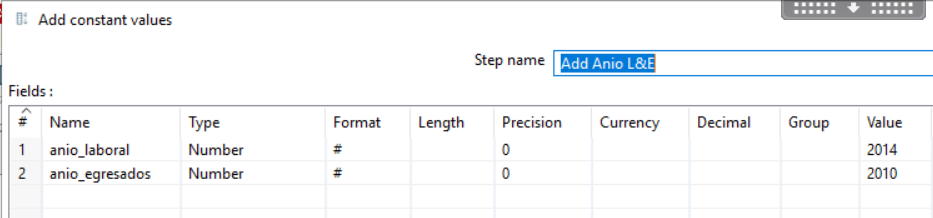 Add constant values
Step name Add Anio L&E
Fields :
# Name Type Format Length Precision Currency Decimal Group Value
1 anio_laboral Number # 0 2014
2 anio_egresados Number # 0 2010